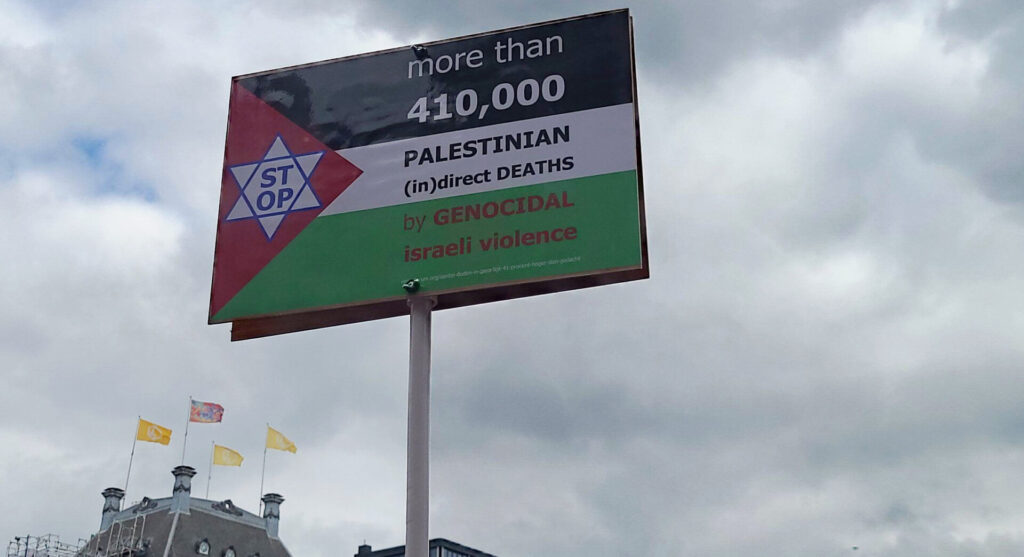 more than
410,000
PALESTINIAN
(in)direct DEATHS
by GENOCIDAL
israeli violence
ST
OP